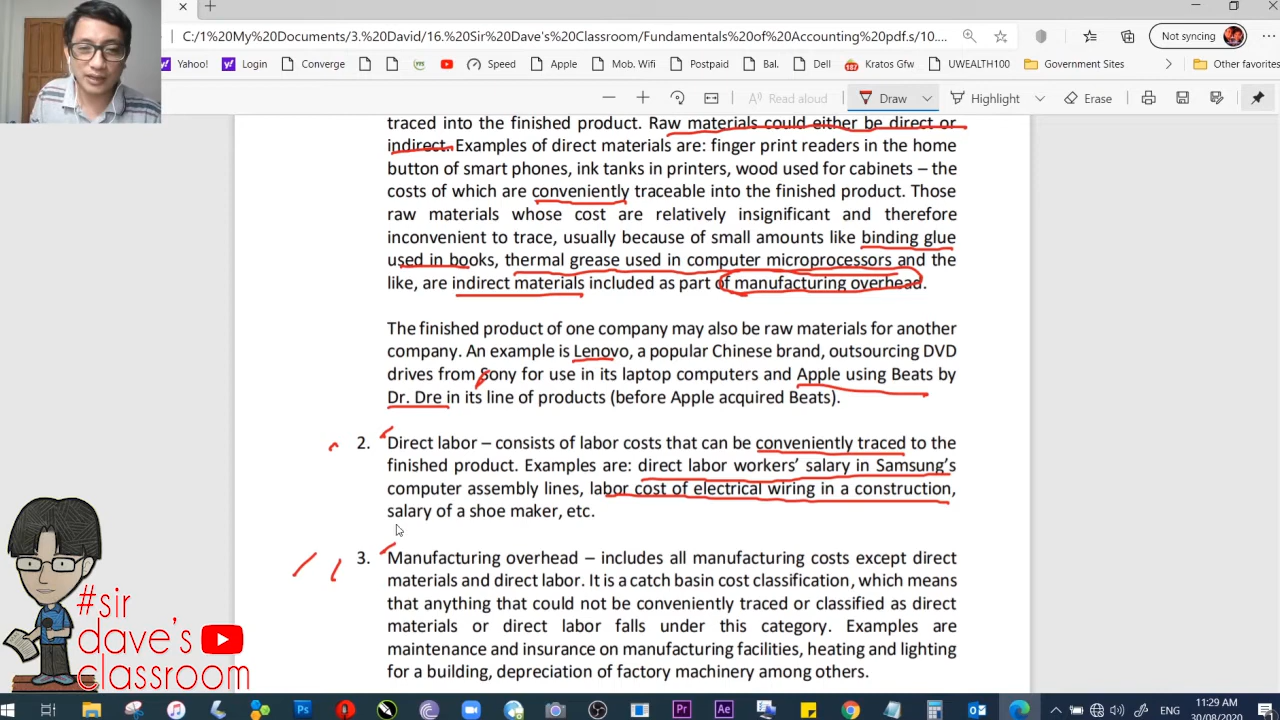 C:/1%20My%20Documents/3.%20David/16.%20Sir%20Dave's%20Classroom/Fundamentals%20of%20Accounting%20pdf.s/10....
Not syncing
Yahoo!
Login
Converge
Speed
Apple
Mob. Wifi
Postpaid
Bal.
Dell
Kratos Gfw
UWEALTH100
Government Sites
Other favorites
Read aloud
Draw
Highlight
Erase
traced into the finished product. Raw materials could either be direct or
indirect. Examples of direct materials are: finger print readers in the home
button of smart phones, ink tanks in printers, wood used for cabinets – the
costs of which are conveniently traceable into the finished product. Those
raw materials whose cost are relatively insignificant and therefore
inconvenient to trace, usually because of small amounts like binding glue
used in books, thermal grease used in computer microprocessors and the
like, are indirect materials included as part of manufacturing overhead.
The finished product of one company may also be raw materials for another
company. An example is Lenovo, a popular Chinese brand, outsourcing DVD
drives from Sony for use in its laptop computers and Apple using Beats by
Dr. Dre in its line of products (before Apple acquired Beats).
2. Direct labor – consists of labor costs that can be conveniently traced to the
finished product. Examples are: direct labor workers' salary in Samsung's
computer assembly lines, labor cost of electrical wiring in a construction,
salary of a shoe maker, etc.
3. Manufacturing overhead – includes all manufacturing costs except direct
materials and direct labor. It is a catch basin cost classification, which means
that anything that could not be conveniently traced or classified as direct
materials or direct labor falls under this category. Examples are
maintenance and insurance on manufacturing facilities, heating and lighting
for a building, depreciation of factory machinery among others.
#sir
dave's
classroom
Ps
Pr
Ae
ENG
11:29 AM
30/08/2020